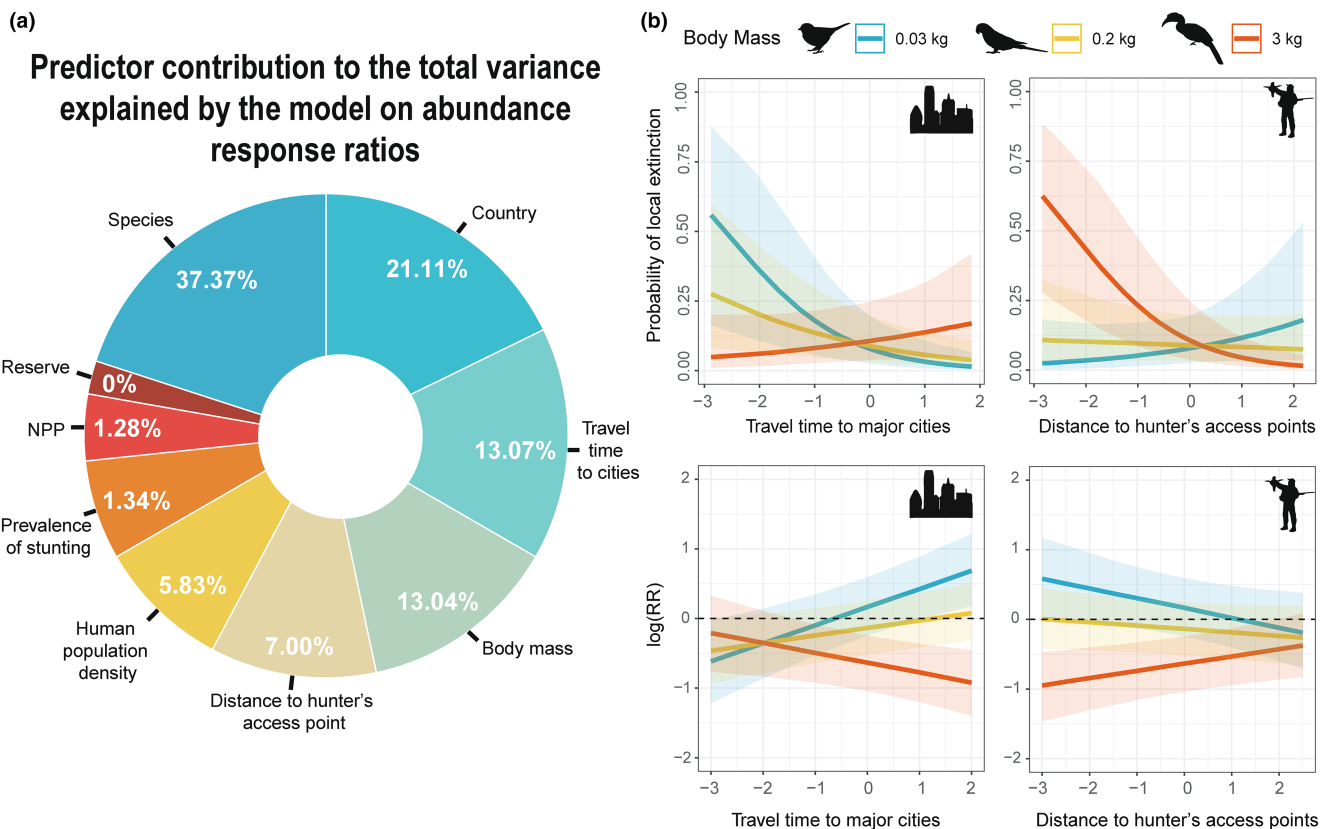 (a)
Predictor contribution to the total variance
explained by the model on abundance
response ratios
Species
37.37%
Country
21.11%
Travel
time
to cities
13.07%
Body mass
13.04%
Distance to hunter's
access point
7.00%
Human
population
density
5.83%
Prevalence
of stunting
1.34%
NPP
1.28%
Reserve
0%
(b)
Body Mass
0.03 kg
0.2 kg
3 kg
Probability of local extinction
1.00
0.75
0.50
0.25
0.00
−3 −2 −1 0 1 2
Travel time to major cities
1.00
0.75
0.50
0.25
0.00
−3 −2 −1 0 1 2
Distance to hunter's access points
log(RR)
2
1
0
−1
−2
−3 −2 −1 0 1 2
Travel time to major cities
2
1
0
−1
−2
−3 −2 −1 0 1 2
Distance to hunter's access points